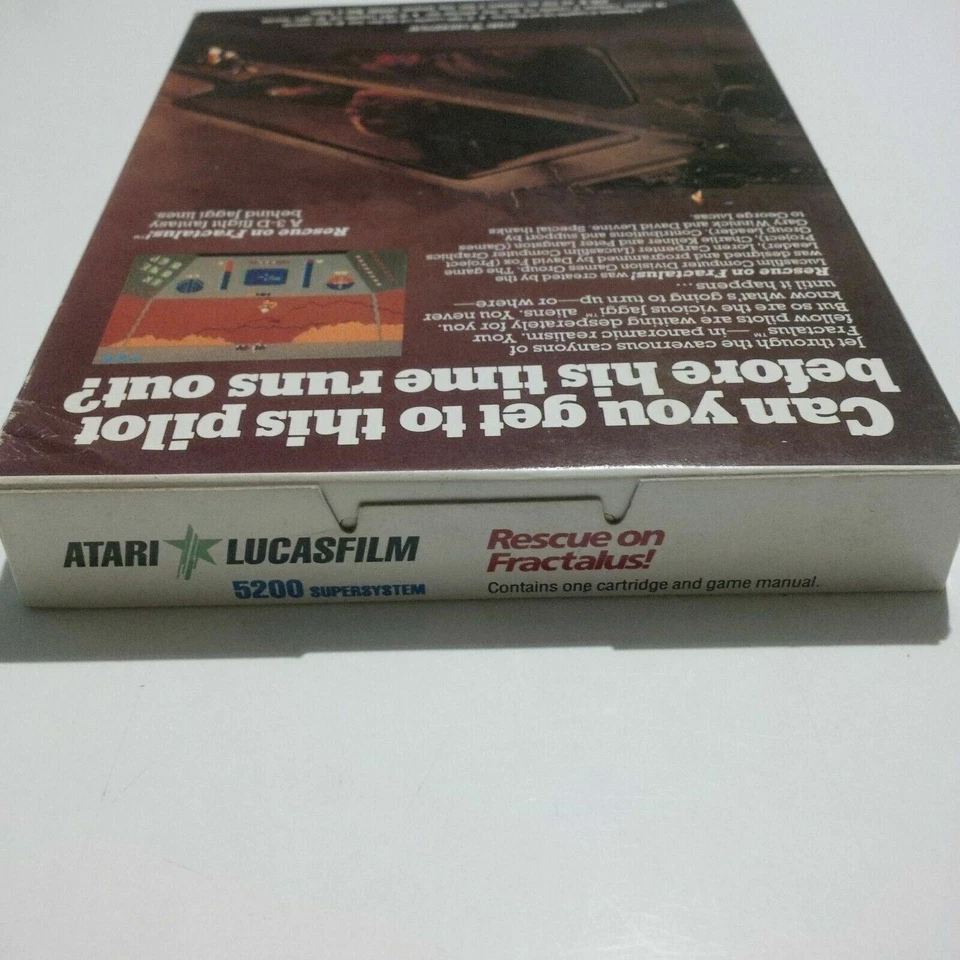 Can you get to this pilot
before his time runs out?
Jet through the cavernous canyons of
Fractalus™—in panoramic realism. Your
fellow pilots are waiting desperately for you.
But so are the vicious Jaggi™ aliens. You never
know what's going to turn up—or where—
until it happens...
Rescue on Fractalus! was created by the
Lucasfilm Computer Division Games Group. The game
was designed and programmed by David Fox (Project
Leader), Loren Carpenter (Lucasfilm Computer Graphics
Project), Charlie Kellner and Peter Langston (Games
Group Leader). Contributions and support by
Gary Winnick and David Levine. Special thanks
to George Lucas.
Rescue on Fractalus!™
A 3-D flight fantasy
behind Jaggi lines.
ATARI LUCASFILM
5200 SUPERSYSTEM
Rescue on
Fractalus!
Contains one cartridge and game manual.